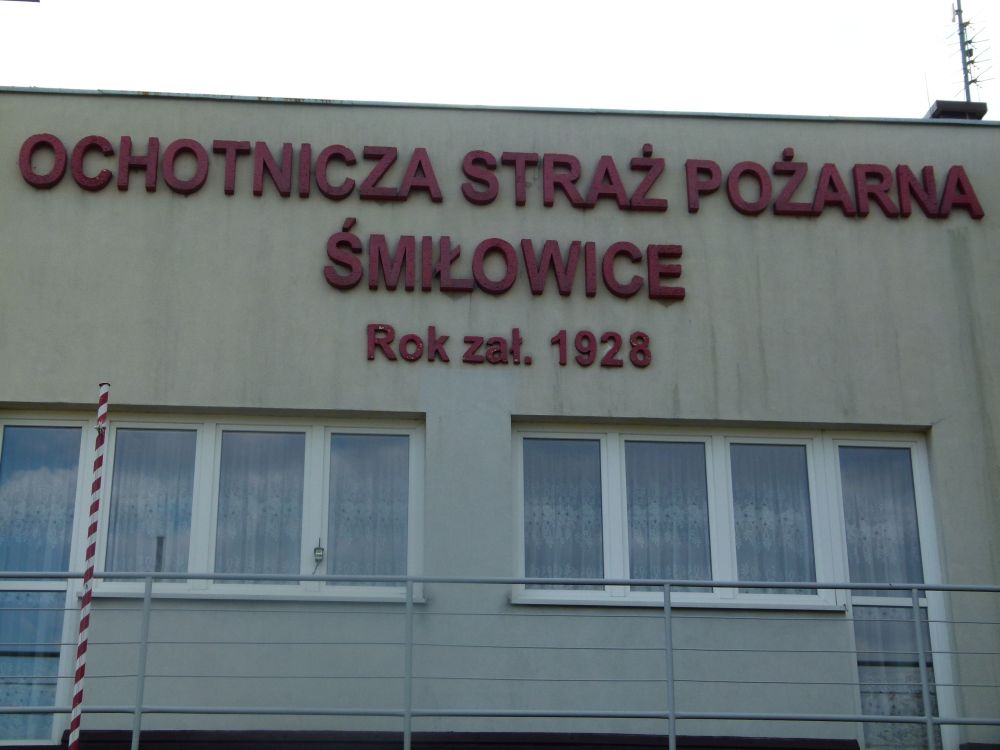 OCHOTNICZA STRAŻ POŻARNA
ŚMIŁOWICE
Rok zał. 1928